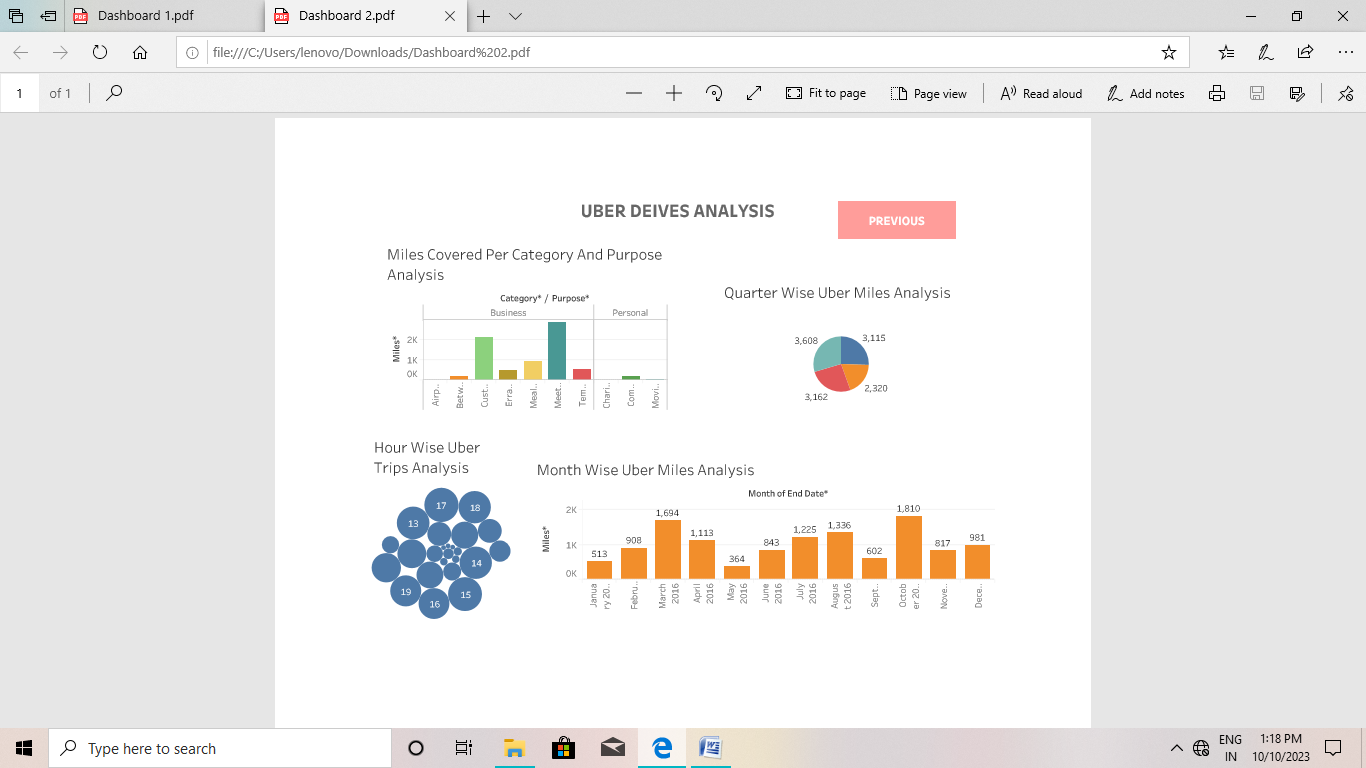 Dashboard 1.pdf
Dashboard 2.pdf
file:///C:/Users/lenovo/Downloads/Dashboard%202.pdf
1 of 1
Fit to page
Page view
Read aloud
Add notes
UBER DEIVES ANALYSIS
PREVIOUS
Miles Covered Per Category And Purpose
Analysis
Category* / Purpose*
Business
Personal
Miles*
2K
1K
0K
Airp..
Betw..
Cust..
Erra..
Meal..
Meet..
Tem..
Chari..
Com..
Movi..
Quarter Wise Uber Miles Analysis
3,608
3,115
3,162
2,320
Hour Wise Uber
Trips Analysis
17
18
13
14
19
16
15
Month Wise Uber Miles Analysis
Month of End Date*
Miles*
2K
1K
0K
513
908
1,694
1,113
364
843
1,225
1,336
602
1,810
817
981
Janua
ry 20..
Febru..
March
2016
April
2016
May
2016
June
2016
July
2016
Augus
t 2016
Sept..
Octob
er 20..
Nove..
Dece..
Type here to search
ENG
IN
1:18 PM
10/10/2023